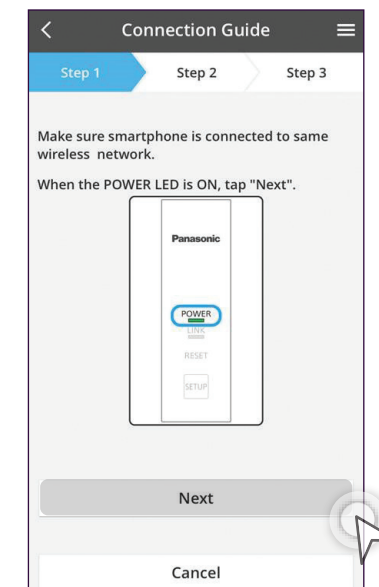 Connection Guide
Step 1 Step 2 Step 3
Make sure smartphone is connected to same
wireless network.
When the POWER LED is ON, tap "Next".
Panasonic
POWER
LINK
RESET
SETUP
Next
Cancel